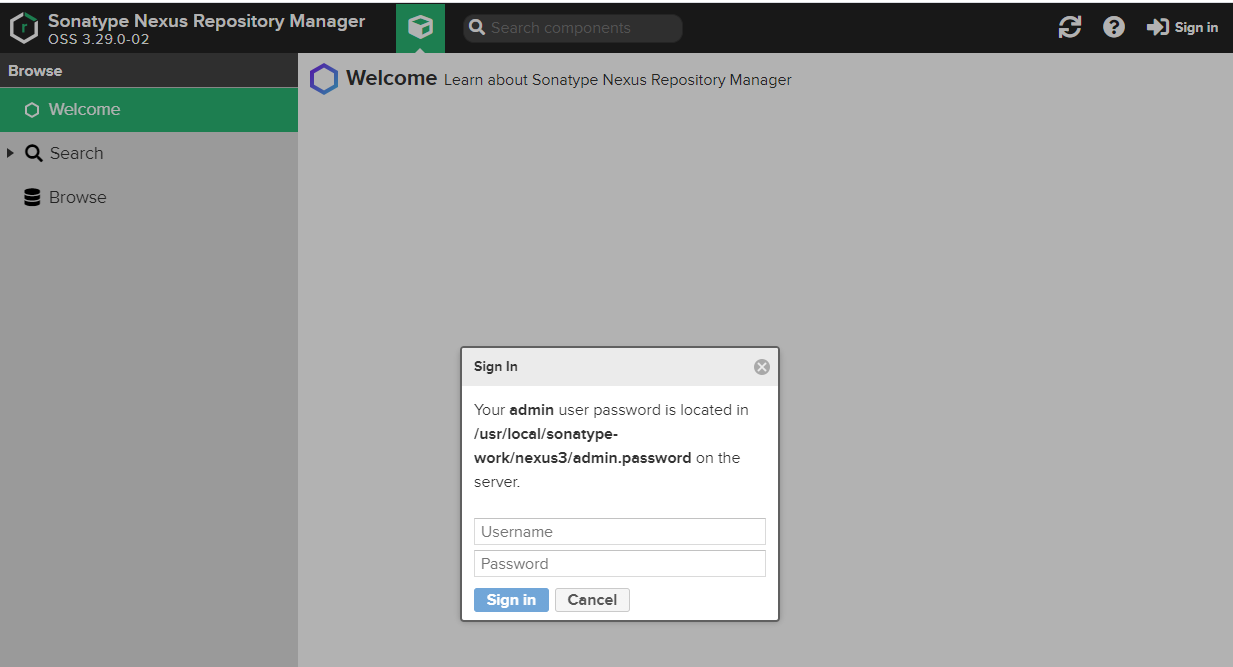 Sonatype Nexus Repository Manager
OSS 3.29.0-02
Search components
Sign in
Browse
Welcome
Search
Browse
Welcome Learn about Sonatype Nexus Repository Manager
Sign In
Your admin user password is located in
/usr/local/sonatype-
work/nexus3/admin.password on the
server.
Username
Password
Sign in
Cancel